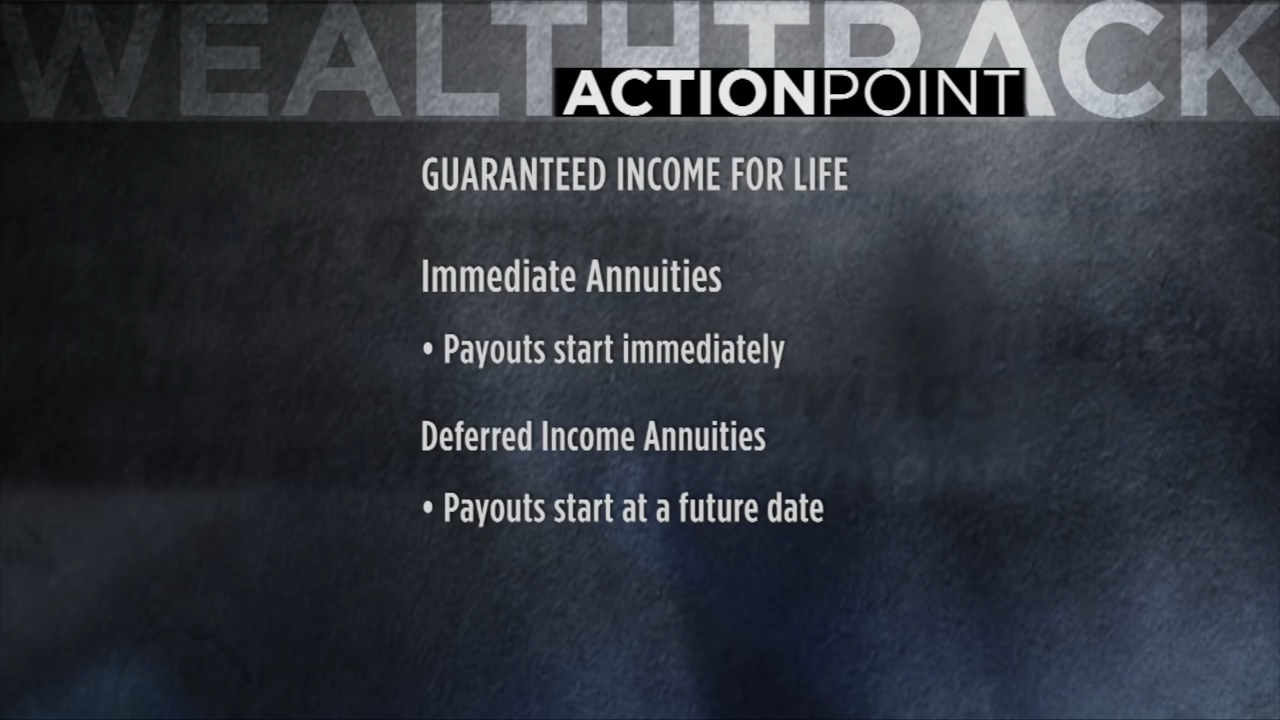 WEALTHTRACK
ACTIONPOINT
GUARANTEED INCOME FOR LIFE
Immediate Annuities
• Payouts start immediately
Deferred Income Annuities
• Payouts start at a future date